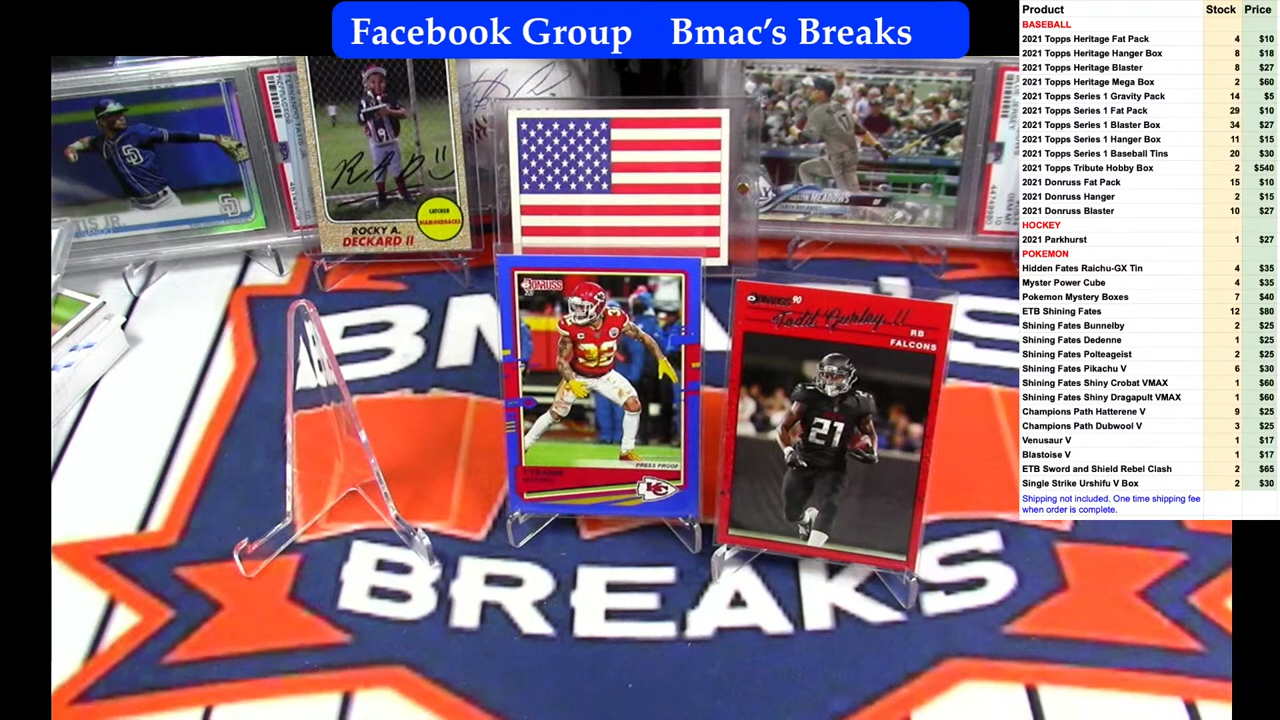 Facebook Group Bmac's Breaks
Product Stock Price
BASEBALL
2021 Topps Heritage Fat Pack 4 $10
2021 Topps Heritage Hanger Box 8 $18
2021 Topps Heritage Blaster 8 $27
2021 Topps Heritage Mega Box 2 $60
2021 Topps Series 1 Gravity Pack 14 $5
2021 Topps Series 1 Fat Pack 29 $10
2021 Topps Series 1 Blaster Box 34 $27
2021 Topps Series 1 Hanger Box 11 $15
2021 Topps Series 1 Baseball Tins 20 $30
2021 Topps Tribute Hobby Box 2 $540
2021 Donruss Fat Pack 15 $10
2021 Donruss Hanger 2 $15
2021 Donruss Blaster 10 $27
HOCKEY
2021 Parkhurst 1 $27
POKEMON
Hidden Fates Raichu-GX Tin 4 $35
Myster Power Cube 4 $35
Pokemon Mystery Boxes 7 $40
ETB Shining Fates 12 $80
Shining Fates Bunnelby 2 $25
Shining Fates Dedenne 1 $25
Shining Fates Polteageist 2 $25
Shining Fates Pikachu V 6 $30
Shining Fates Shiny Crobat VMAX 1 $60
Shining Fates Shiny Dragapult VMAX 1 $60
Champions Path Hatterene V 9 $25
Champions Path Dubwool V 3 $25
Venusaur V 1 $17
Blastoise V 1 $17
ETB Sword and Shield Rebel Clash 2 $65
Single Strike Urshifu V Box 2 $30
Shipping not included. One time shipping fee
when order is complete.
CATCHER
DIAMONDBACKS
ROCKY A.
DECKARD II
DONRUSS
PRESS PROOF
KC
DONRUSS 90
Todd Gurley II
RB
FALCONS
21
BREAKS